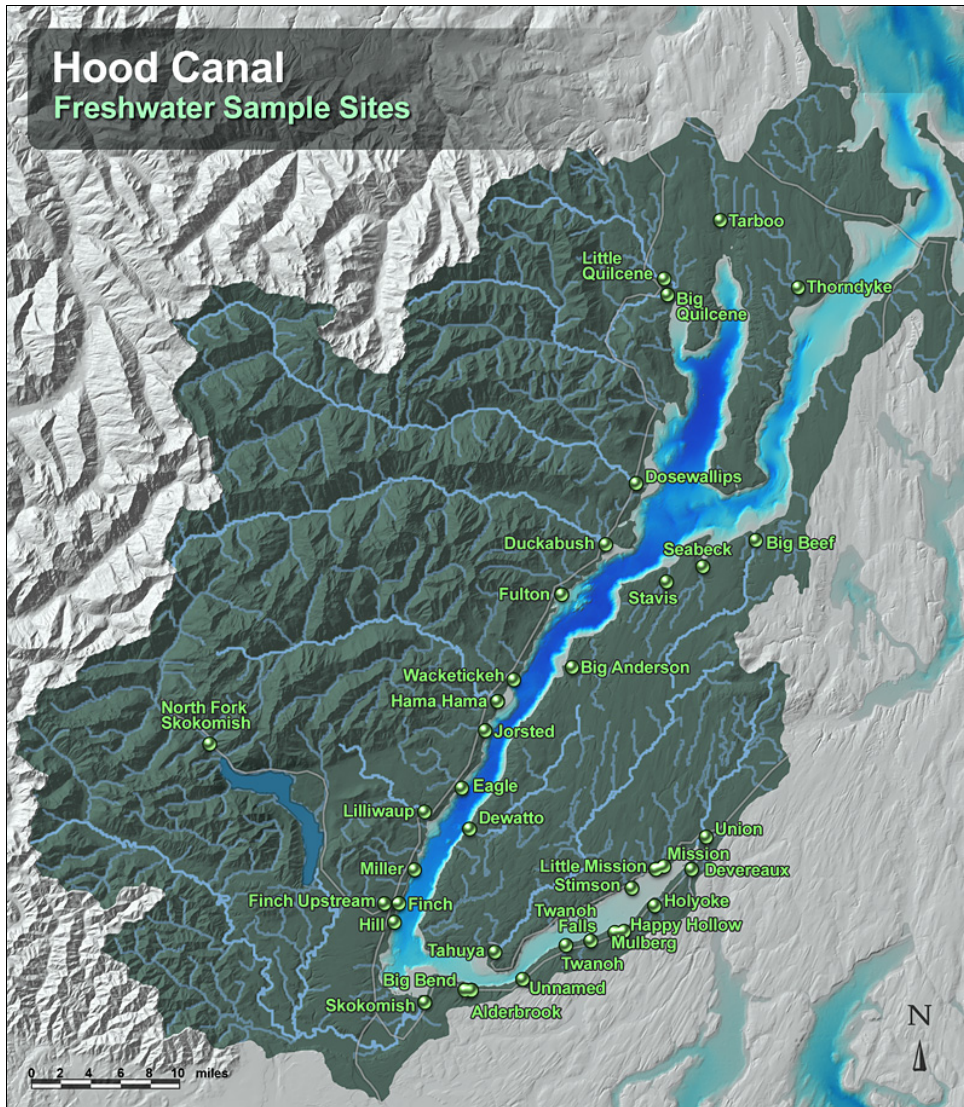 Hood Canal
Freshwater Sample Sites
Tarboo
Little
Quilcene
Thorndyke
Big
Quilcene
Dosewallips
Duckabush
Seabeck
Big Beef
Fulton
Stavis
Big Anderson
Wacketickeh
Hama Hama
North Fork
Skokomish
Jorsted
Eagle
Lilliwaup
Dewatto
Union
Mission
Little Mission
Devereaux
Miller
Stimson
Finch Upstream
Finch
Holyoke
Hill
Twanoh
Falls
Happy Hollow
Mulberg
Tahuya
Twanoh
Big Bend
Unnamed
Skokomish
Alderbrook
N
0 2 4 6 8 10 miles